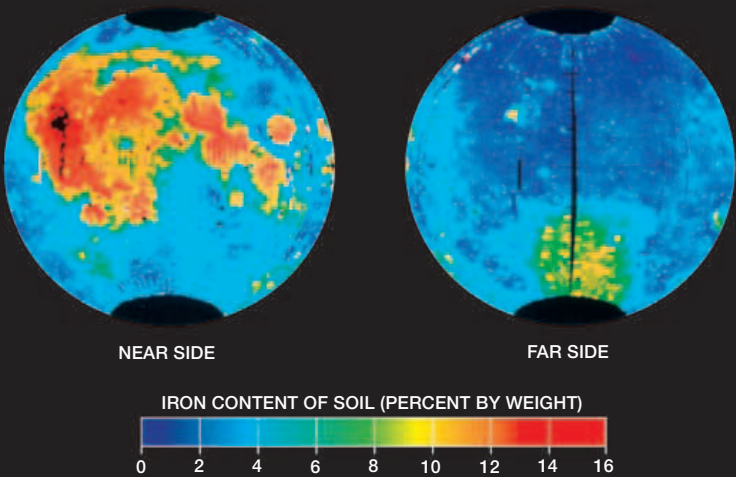 NEAR SIDE
FAR SIDE
IRON CONTENT OF SOIL (PERCENT BY WEIGHT)
0 2 4 6 8 10 12 14 16